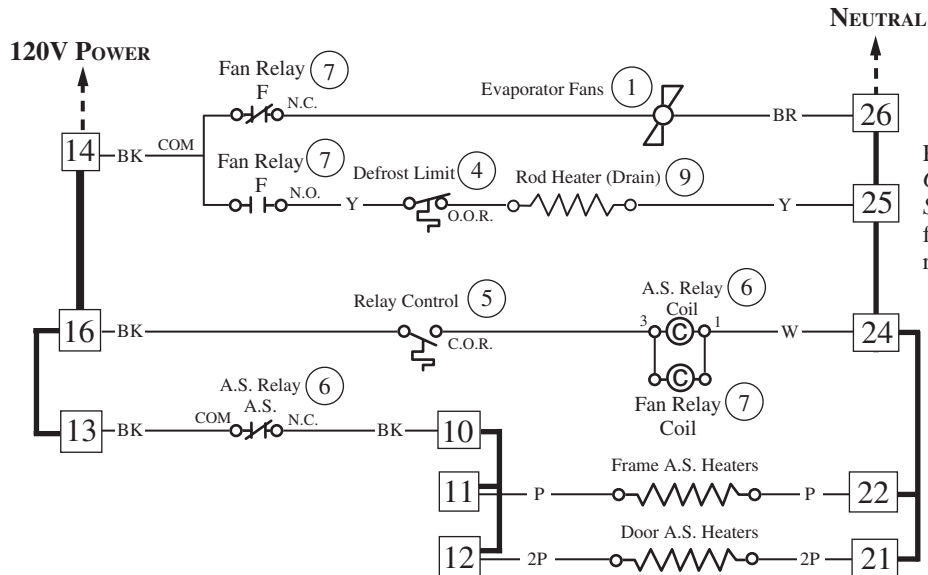 NEUTRAL
120V POWER
Fan Relay 7
F
N.C.
Evaporator Fans 1
BR
26
14
BK
COM
Fan Relay 7
F
N.O.
Y
Defrost Limit 4
O.O.R.
Rod Heater (Drain) 9
Y
25
Relay Control 5
A.S. Relay 6
Coil
16
BK
C.O.R.
3
C
1
W
24
C
Fan Relay 7
Coil
A.S. Relay 6
A.S.
13
BK
COM
N.C.
BK
10
Frame A.S. Heaters
11
P
P
22
Door A.S. Heaters
12
2P
2P
21